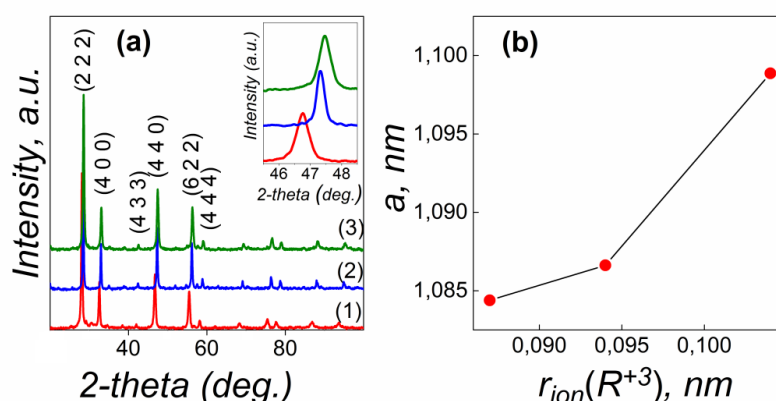 (a)
Intensity, a.u.
(2 2 2)
(4 0 0)
(4 3 3)
(4 4 0)
(6 2 2)
(4 4 4)
(3)
(2)
(1)
40 60 80
2-theta (deg.)
Intensity (a.u.)
46 47 48
2-theta (deg.)
(b)
a, nm
1,100
1,095
1,090
1,085
0,090 0,095 0,100
r_ion(R⁺³), nm